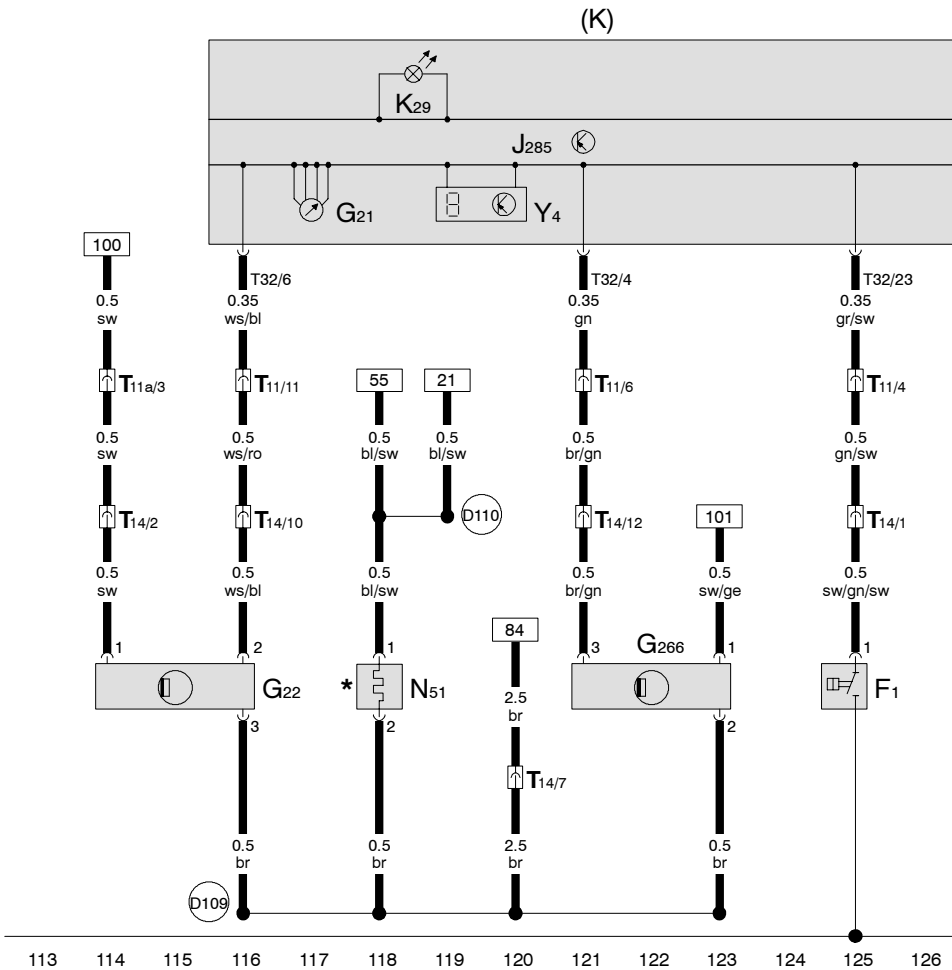 (K)
K29
J285
G21
Y4
100
T32/6
T32/4
T32/23
0.5
sw
0.35
ws/bl
0.35
gn
0.35
gr/sw
T11a/3
T11/11
55
21
T11/6
T11/4
0.5
sw
0.5
ws/ro
0.5
bl/sw
0.5
bl/sw
0.5
br/gn
0.5
gn/sw
T14/2
T14/10
D110
T14/12
101
T14/1
0.5
sw
0.5
ws/bl
0.5
bl/sw
0.5
br/gn
0.5
sw/ge
0.5
sw/gn/sw
84
1
2
1
3
G266
1
1
G22
*
N51
2.5
br
F1
3
2
2
T14/7
0.5
br
0.5
br
2.5
br
0.5
br
D109
113 114 115 116 117 118 119 120 121 122 123 124 125 126